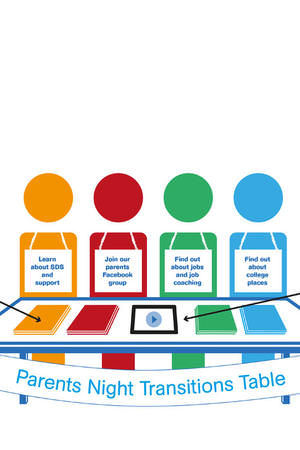 Learn
about SDS
and
support
Join our
parents
Facebook
group
Find out
about jobs
and job
coaching
Find out
about
college
places
Parents Night Transitions Table